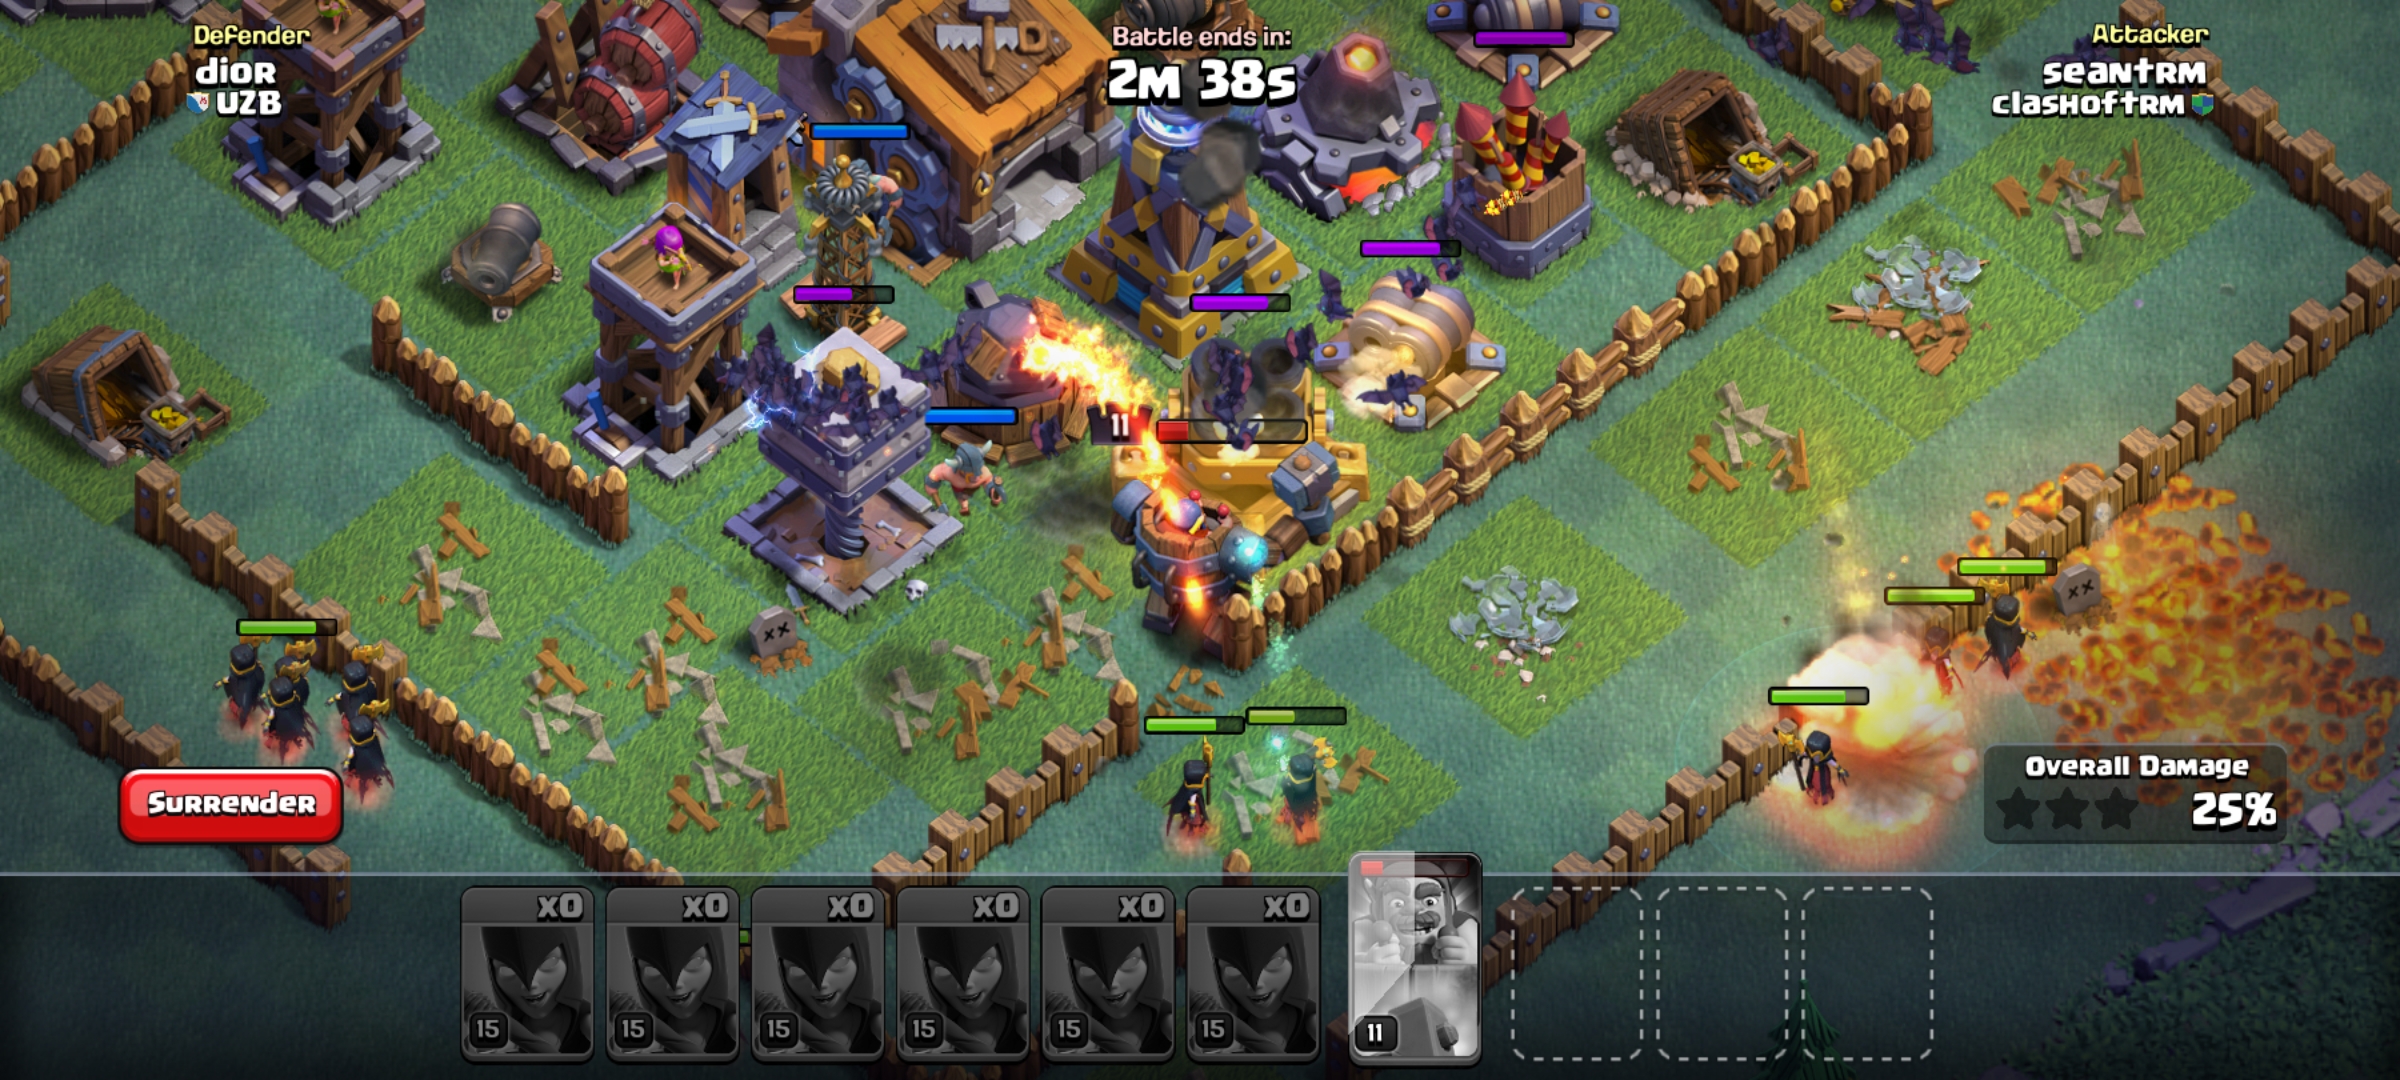 Defender
dior
UZB
Battle ends in:
2M 38s
Attacker
seantrm
clashoftrm
11
Surrender
Overall Damage
25%
x0
x0
x0
x0
x0
x0
15
15
15
15
15
15
11